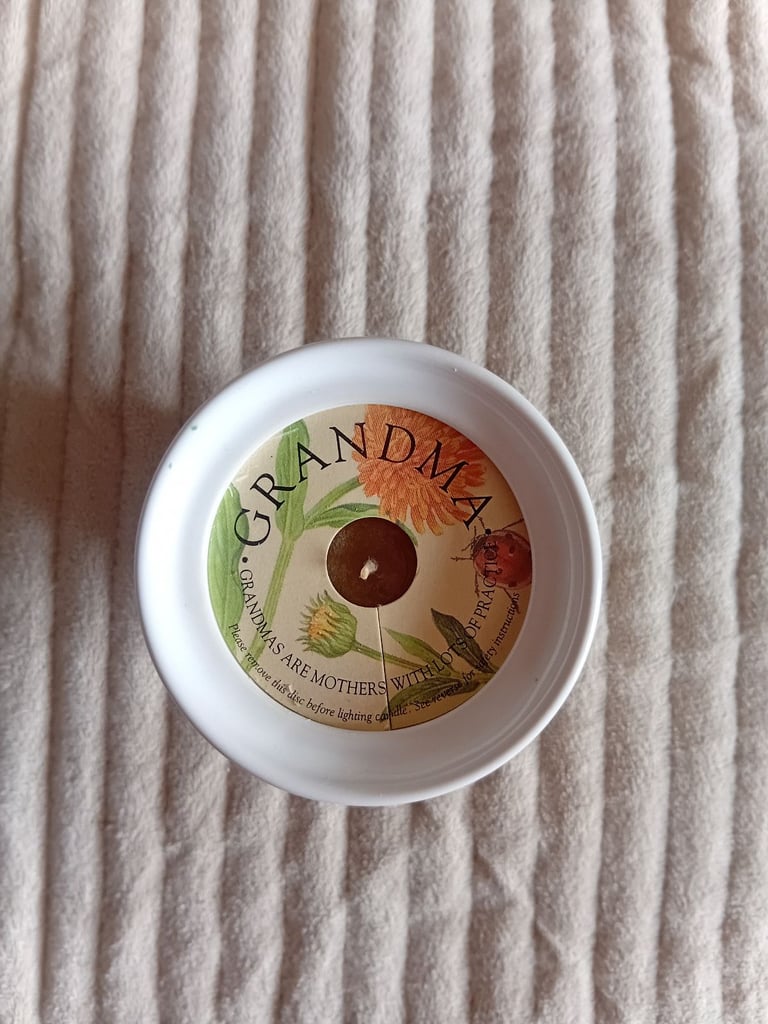 • GRANDMA •
GRANDMAS ARE MOTHERS WITH LOTS OF PRACTICE
Please remove this disc before lighting candle. See reverse for safety instructions